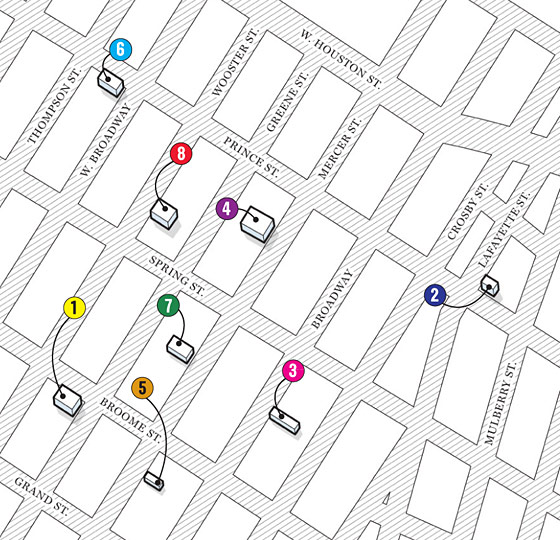 6
W. HOUSTON ST.
WOOSTER ST.
THOMPSON ST.
GREENE ST.
W. BROADWAY
MERCER ST.
PRINCE ST.
8
4
CROSBY ST.
LAFAYETTE ST.
SPRING ST.
BROADWAY
2
1
7
3
5
MULBERRY ST.
BROOME ST.
GRAND ST.